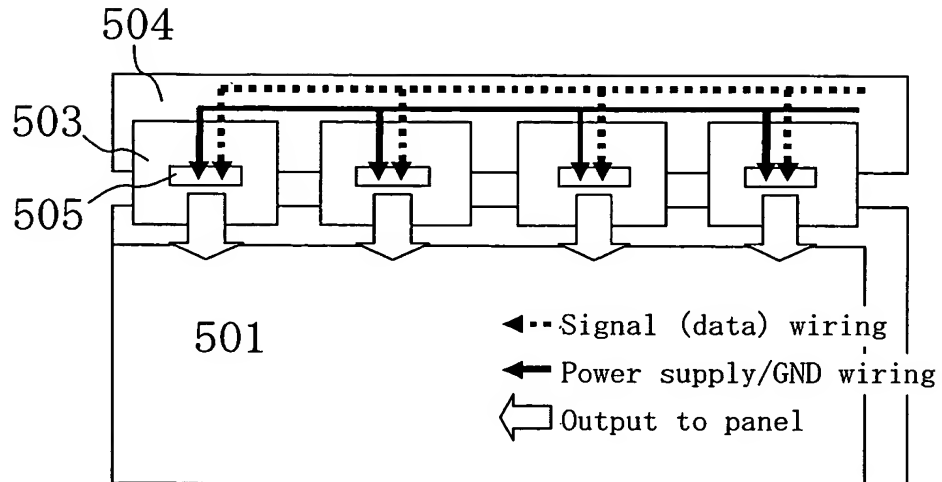 504
503
505
501
Signal (data) wiring
Power supply/GND wiring
Output to panel